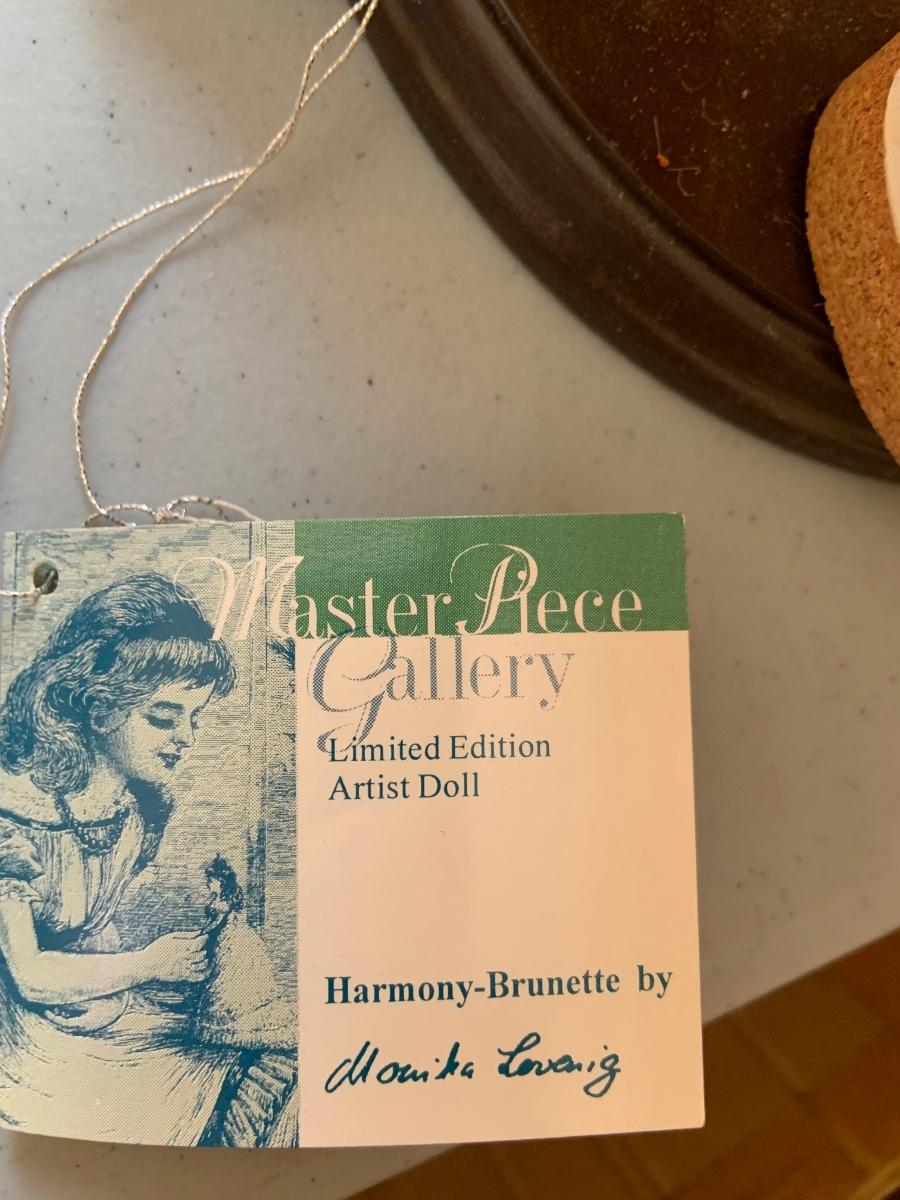 Master Piece
Gallery
Limited Edition
Artist Doll
Harmony-Brunette by
Monika Levenig